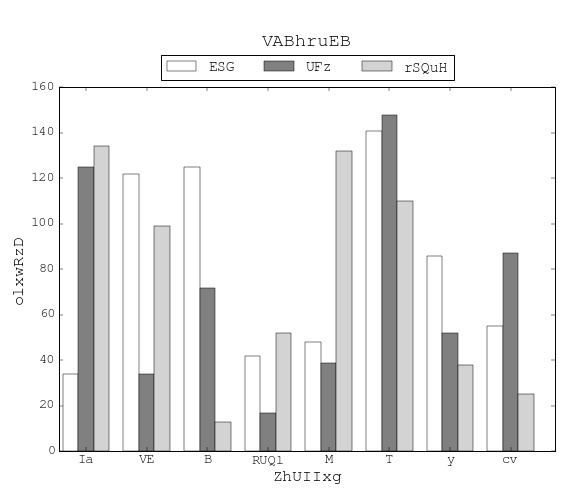 VABhruEB
ESG UFz rSQuH
160
140
120
100
80
60
40
20
0
olxwRzD
Ia VE B RUQl M T y cv
ZhUIIxg